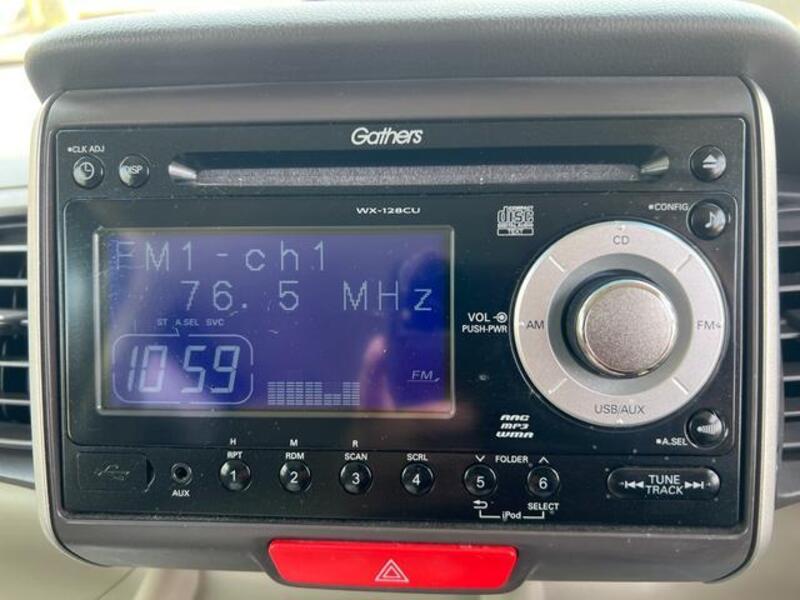 Gathers
CLK ADJ
DISP
WX-128CU
COMPACT
disc
DIGITAL AUDIO
TEXT
CONFIG
FM1-ch1
76.5 MHz
ST A.SEL SVC
10 59
FM
VOL
PUSH-PWR
CD
AM
FM
USB/AUX
AAC
MP3
WMA
A.SEL
AUX
H M R
RPT RDM SCAN SCRL FOLDER
1 2 3 4 5 6
SELECT
iPod
TUNE
TRACK